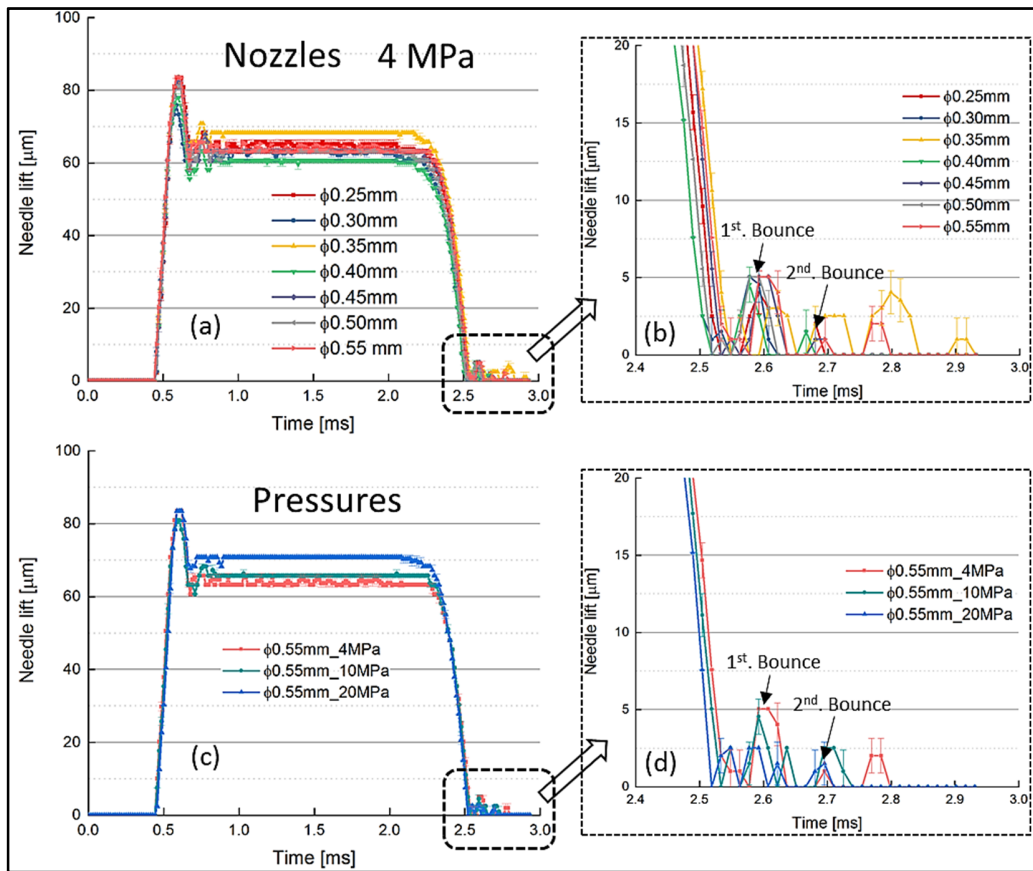 Nozzles 4 MPa
100
80
60
40
20
0
Needle lift [µm]
ϕ0.25mm
ϕ0.30mm
ϕ0.35mm
ϕ0.40mm
ϕ0.45mm
ϕ0.50mm
ϕ0.55 mm
(a)
0.0 0.5 1.0 1.5 2.0 2.5 3.0
Time [ms]
20
15
10
5
0
Needle lift [µm]
ϕ0.25mm
ϕ0.30mm
ϕ0.35mm
ϕ0.40mm
ϕ0.45mm
ϕ0.50mm
ϕ0.55mm
1st. Bounce
2nd. Bounce
(b)
2.4 2.5 2.6 2.7 2.8 2.9 3.0
Time [ms]
Pressures
100
80
60
40
20
0
Needle lift [µm]
ϕ0.55mm_4MPa
ϕ0.55mm_10MPa
ϕ0.55mm_20MPa
(c)
0.0 0.5 1.0 1.5 2.0 2.5 3.0
Time [ms]
20
15
10
5
0
Needle lift [µm]
ϕ0.55mm_4MPa
ϕ0.55mm_10MPa
ϕ0.55mm_20MPa
1st. Bounce
2nd. Bounce
(d)
2.4 2.5 2.6 2.7 2.8 2.9 3.0
Time [ms]